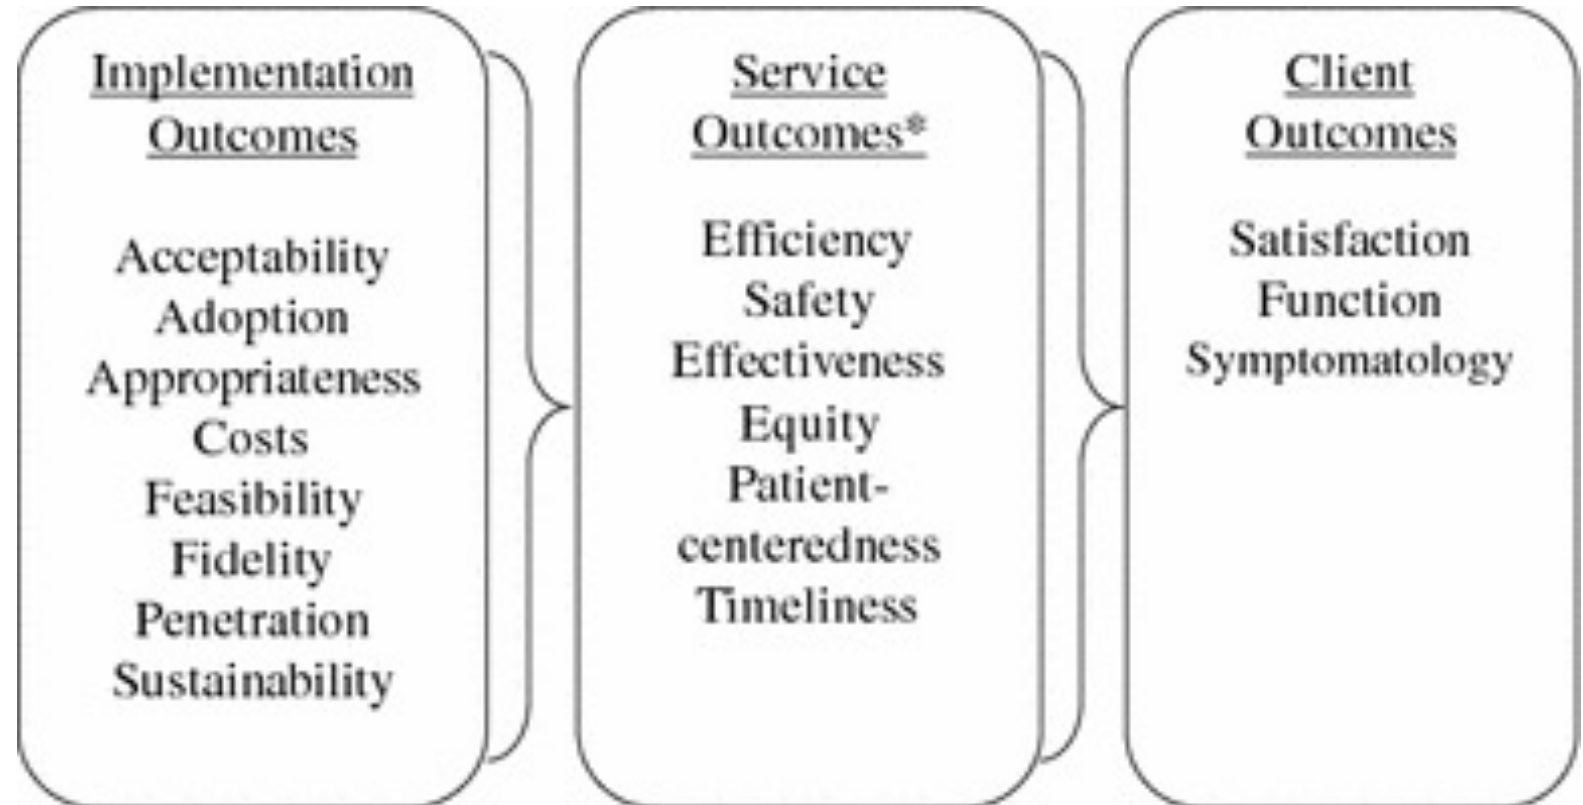 Implementation
Outcomes
Acceptability
Adoption
Appropriateness
Costs
Feasibility
Fidelity
Penetration
Sustainability
Service
Outcomes*
Efficiency
Safety
Effectiveness
Equity
Patient-
centeredness
Timeliness
Client
Outcomes
Satisfaction
Function
Symptomatology